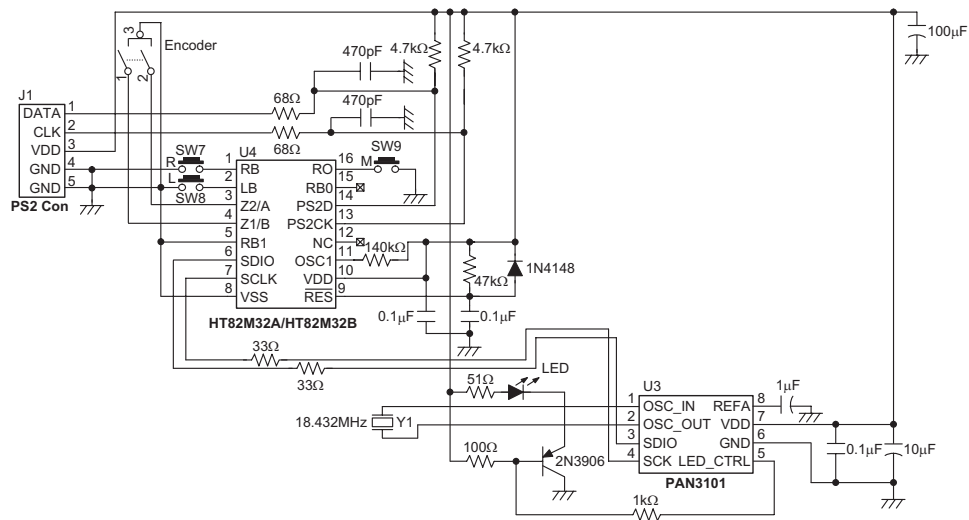 100μF
3
Encoder
1
2
470pF
4.7kΩ
4.7kΩ
470pF
68Ω
68Ω
J1
DATA 1
CLK 2
VDD 3
GND 4
GND 5
PS2 Con
R SW7
L SW8
U4
1 RB
2 LB
3 Z2/A
4 Z1/B
5 RB1
6 SDIO
7 SCLK
8 VSS
RO 16
RB0 15
PS2D 14
PS2CK 13
NC 12
OSC1 11
VDD 10
RES 9
HT82M32A/HT82M32B
M SW9
140kΩ
47kΩ
1N4148
0.1μF
0.1μF
33Ω
33Ω
51Ω
LED
18.432MHz Y1
100Ω
2N3906
1kΩ
U3
1 OSC_IN
2 OSC_OUT
3 SDIO
4 SCK
REFA 8
VDD 7
GND 6
LED_CTRL 5
PAN3101
1μF
0.1μF
10μF